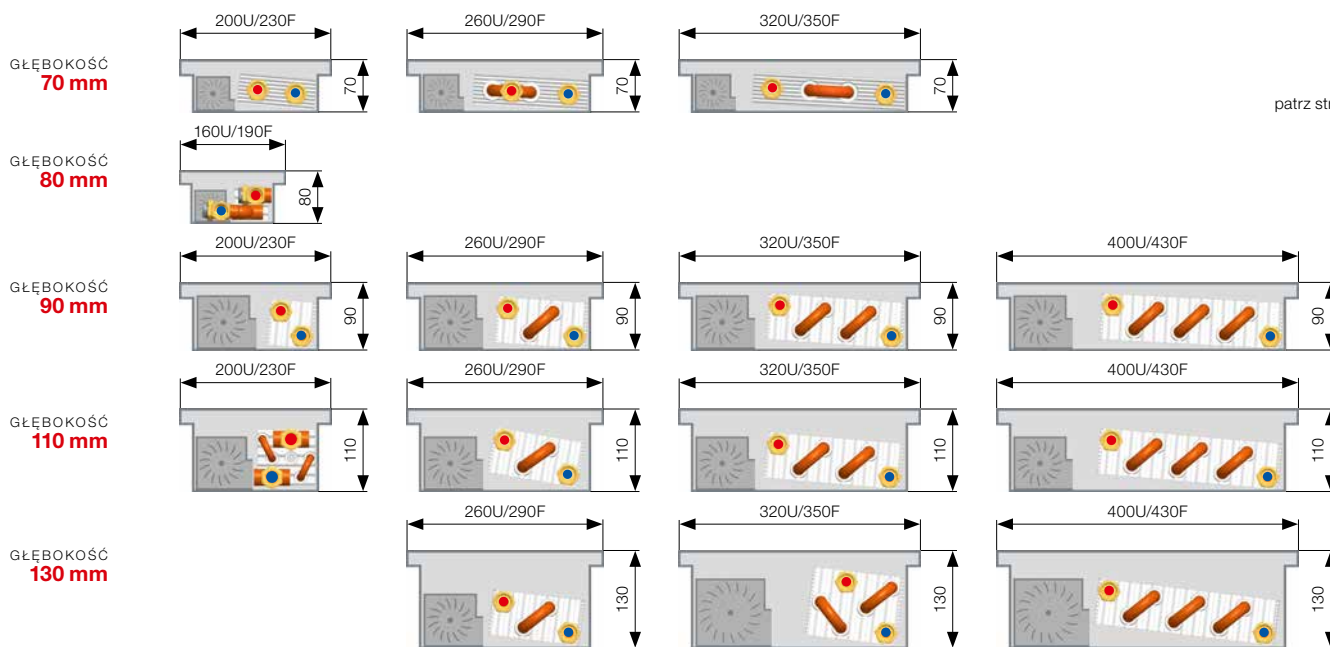 200U/230F 260U/290F 320U/350F
GŁĘBOKOŚĆ
70 mm
70 70 70
patrz str
160U/190F
GŁĘBOKOŚĆ
80 mm
80
200U/230F 260U/290F 320U/350F 400U/430F
GŁĘBOKOŚĆ
90 mm
90 90 90 90
200U/230F 260U/290F 320U/350F 400U/430F
GŁĘBOKOŚĆ
110 mm
110 110 110 110
260U/290F 320U/350F 400U/430F
GŁĘBOKOŚĆ
130 mm
130 130 130